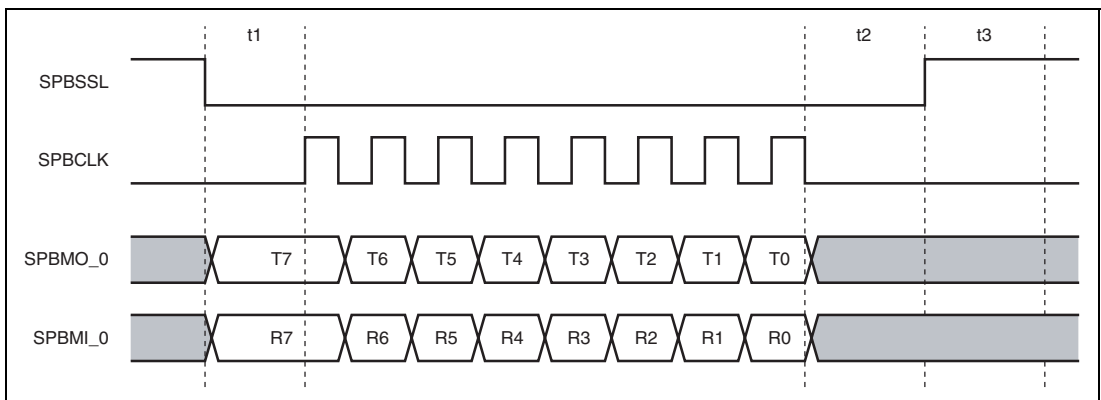 t1 t2 t3
SPBSSL
SPBCLK
SPBMO_0 T7 T6 T5 T4 T3 T2 T1 T0
SPBMI_0 R7 R6 R5 R4 R3 R2 R1 R0